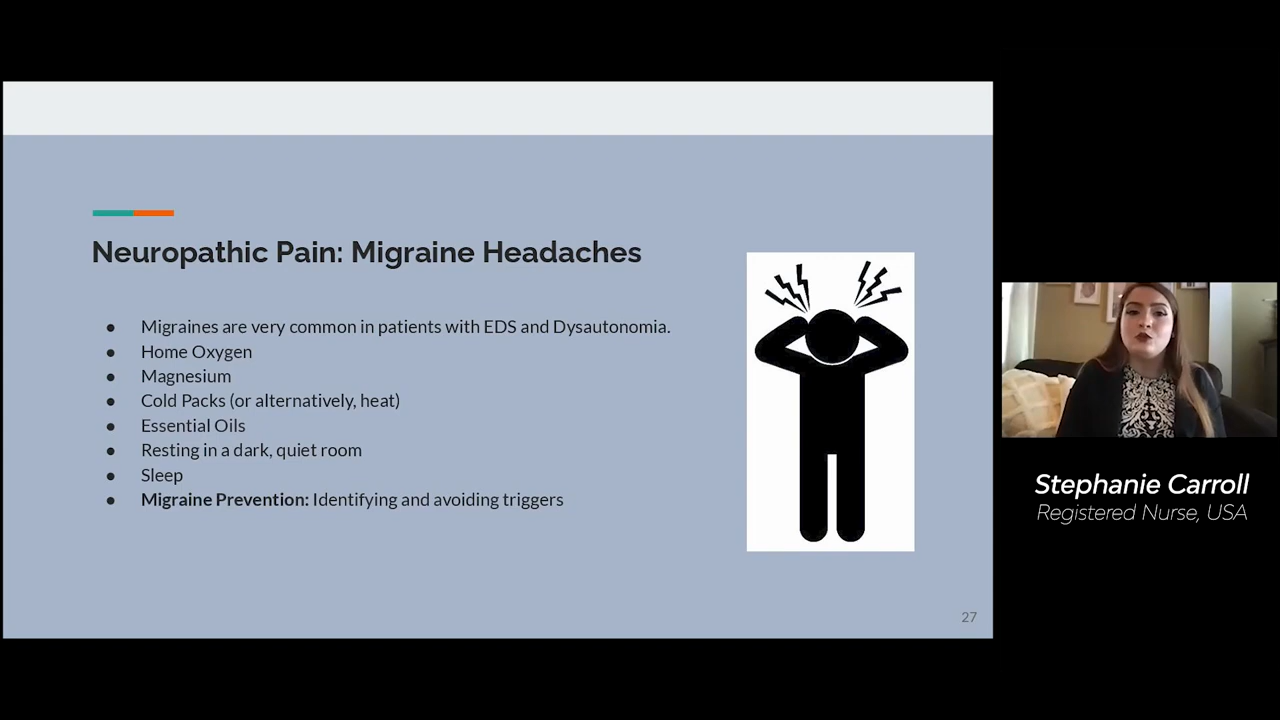 Neuropathic Pain: Migraine Headaches
● Migraines are very common in patients with EDS and Dysautonomia.
● Home Oxygen
● Magnesium
● Cold Packs (or alternatively, heat)
● Essential Oils
● Resting in a dark, quiet room
● Sleep
● Migraine Prevention: Identifying and avoiding triggers
27
Stephanie Carroll
Registered Nurse, USA